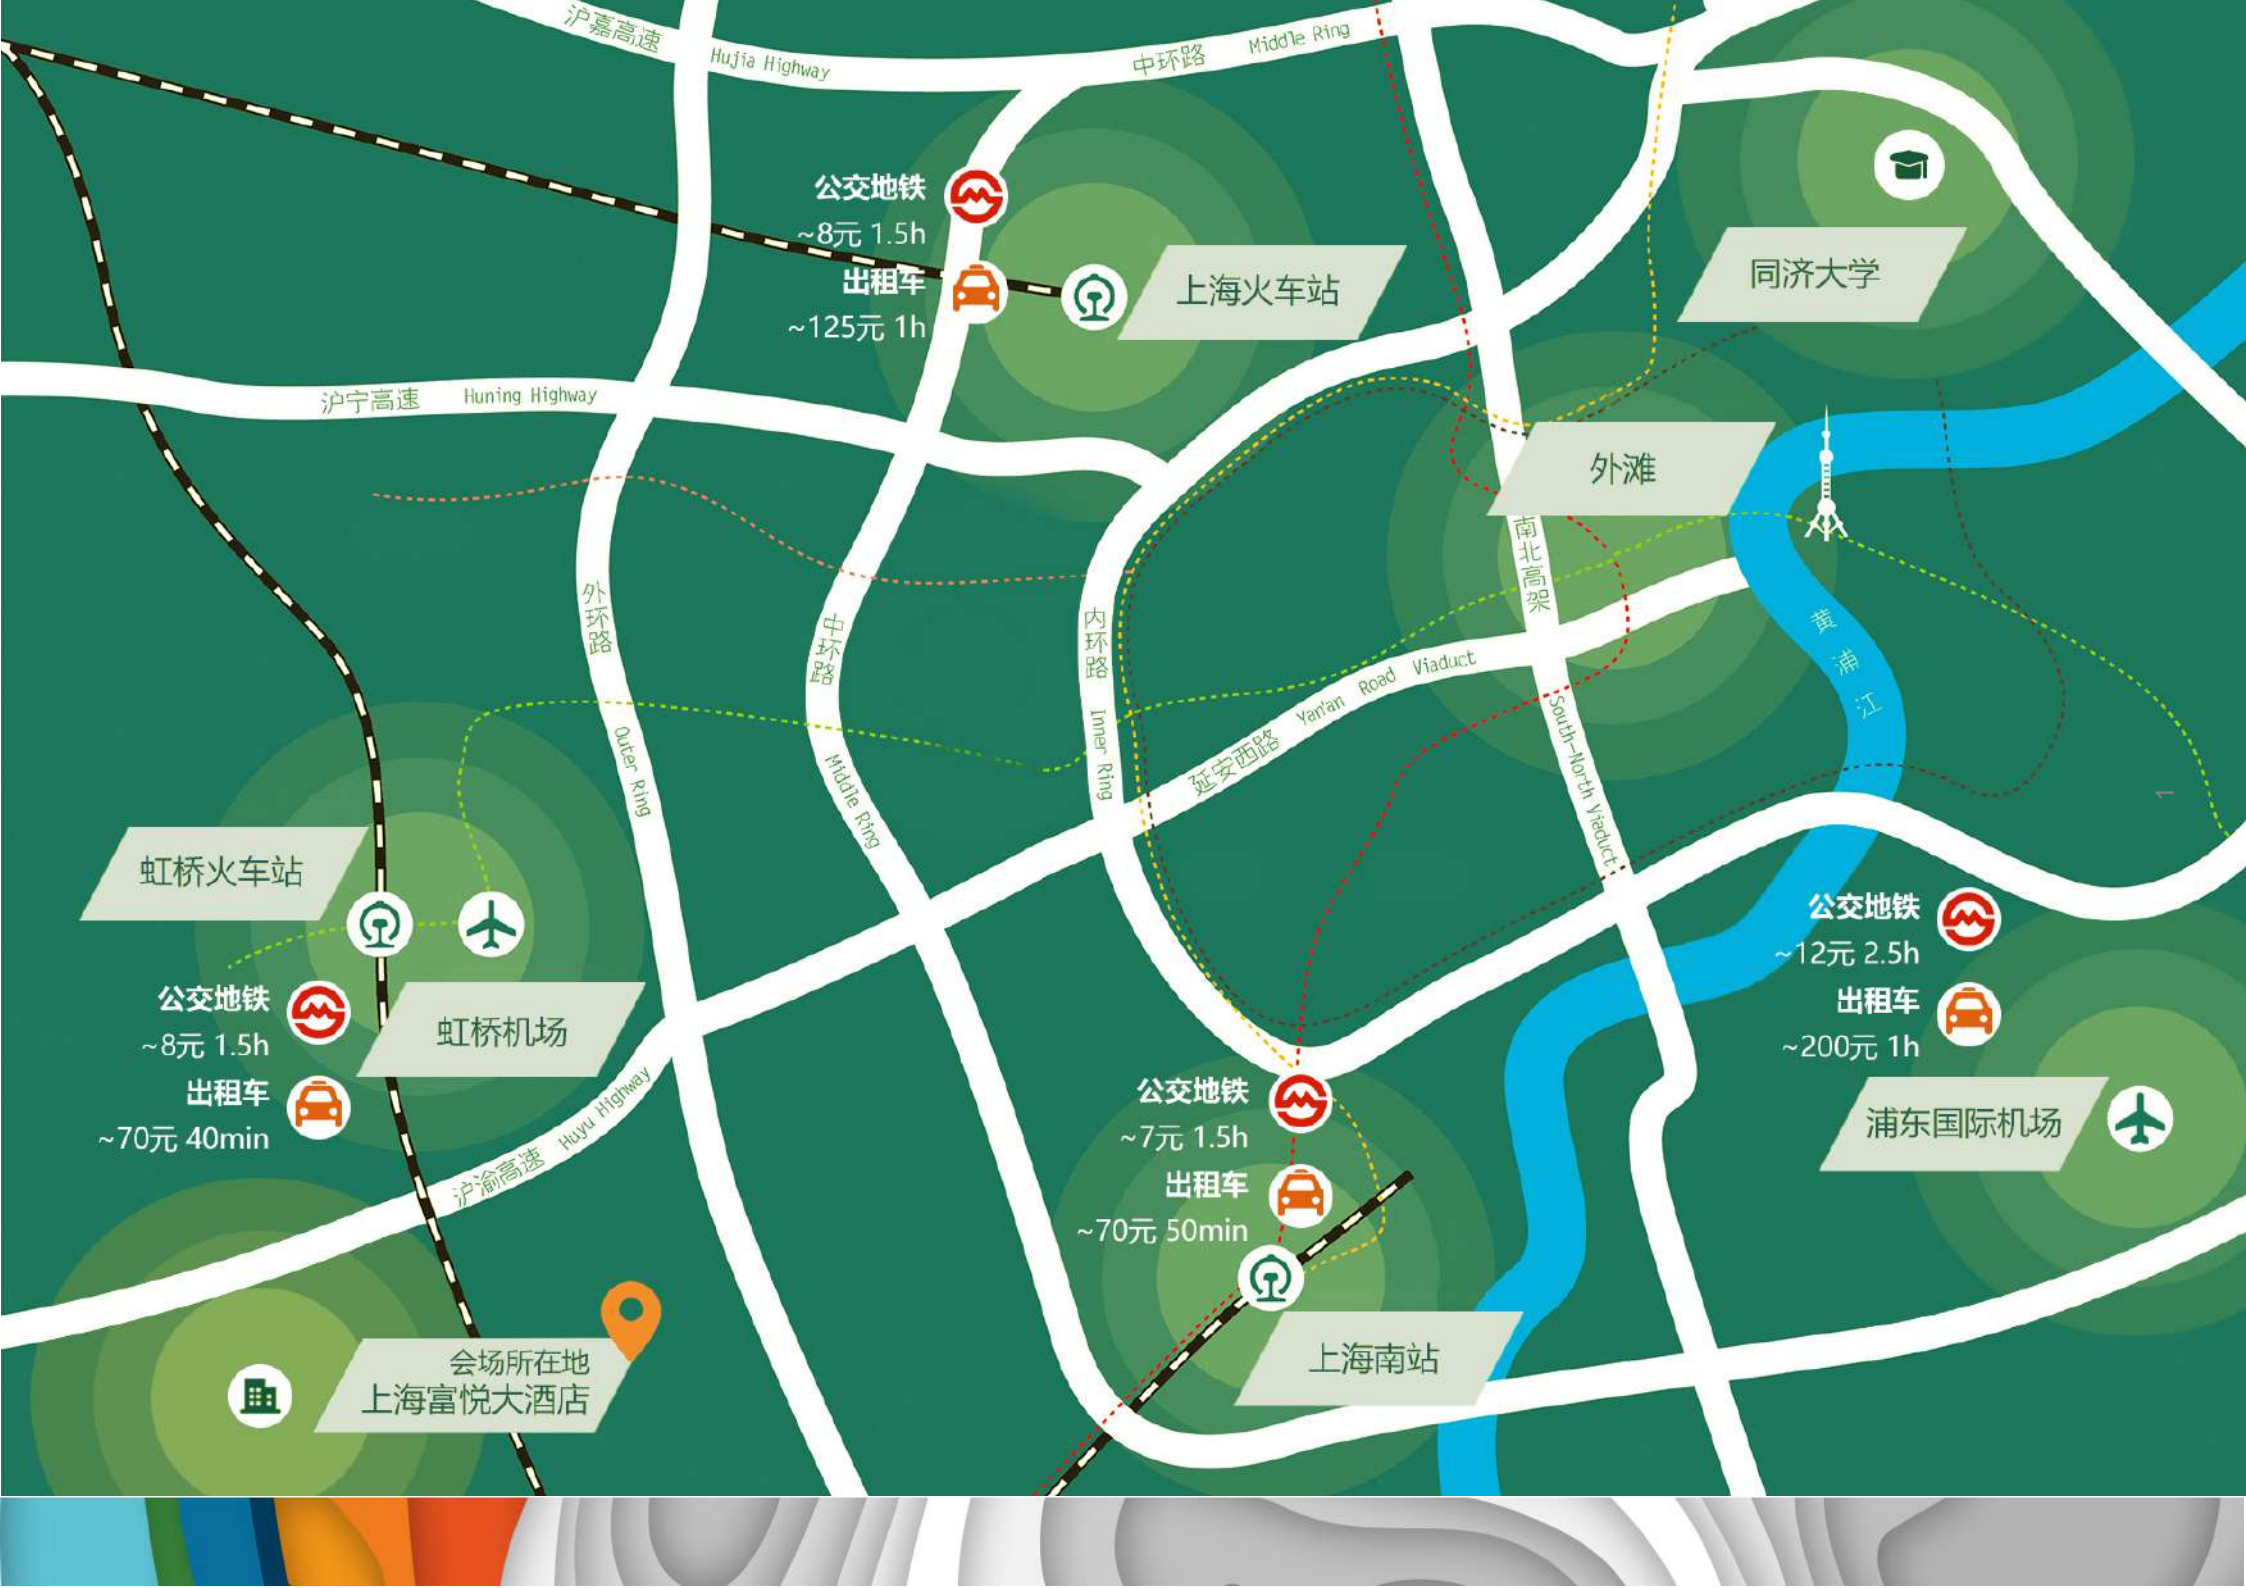 沪嘉高速 Hujia Highway
中环路 Middle Ring
公交地铁
~8元 1.5h
出租车
~125元 1h
上海火车站
同济大学
沪宁高速 Huning Highway
外滩
南北高架
South-North Viaduct
外环路
Outer Ring
中环路
Middle Ring
内环路
Inner Ring
延安西路 Yan'an Road Viaduct
黄浦江
1
虹桥火车站
虹桥机场
公交地铁
~8元 1.5h
出租车
~70元 40min
沪渝高速 Huyu Highway
公交地铁
~12元 2.5h
出租车
~200元 1h
浦东国际机场
公交地铁
~7元 1.5h
出租车
~70元 50min
上海南站
会场所在地
上海富悦大酒店